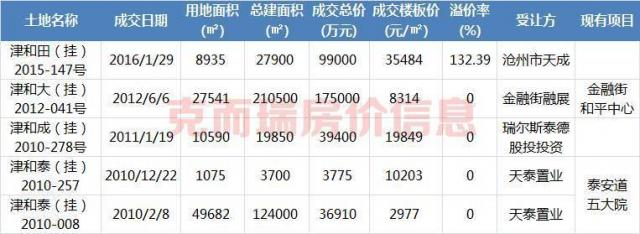 土地名称 成交日期 用地面积(㎡) 总建面积(㎡) 成交总价(万元) 成交楼板价(元/㎡) 溢价率(%) 受让方 现有项目
津和田（挂）2015-147号 2016/1/29 8935 27900 99000 35484 132.39 沧州市天成
津和大（挂）2012-041号 2012/6/6 27541 210500 175000 8314 0 金融街融展 金融街和平中心
津和成（挂）2010-278号 2011/1/19 10590 19850 39400 19849 0 瑞尔斯泰德股投投资
津和泰（挂）2010-257 2010/12/22 1075 3700 3775 10203 0 天泰置业 泰安道五大院
津和泰（挂）2010-008 2010/2/8 49682 124000 36910 2977 0 天泰置业
克而瑞房价信息